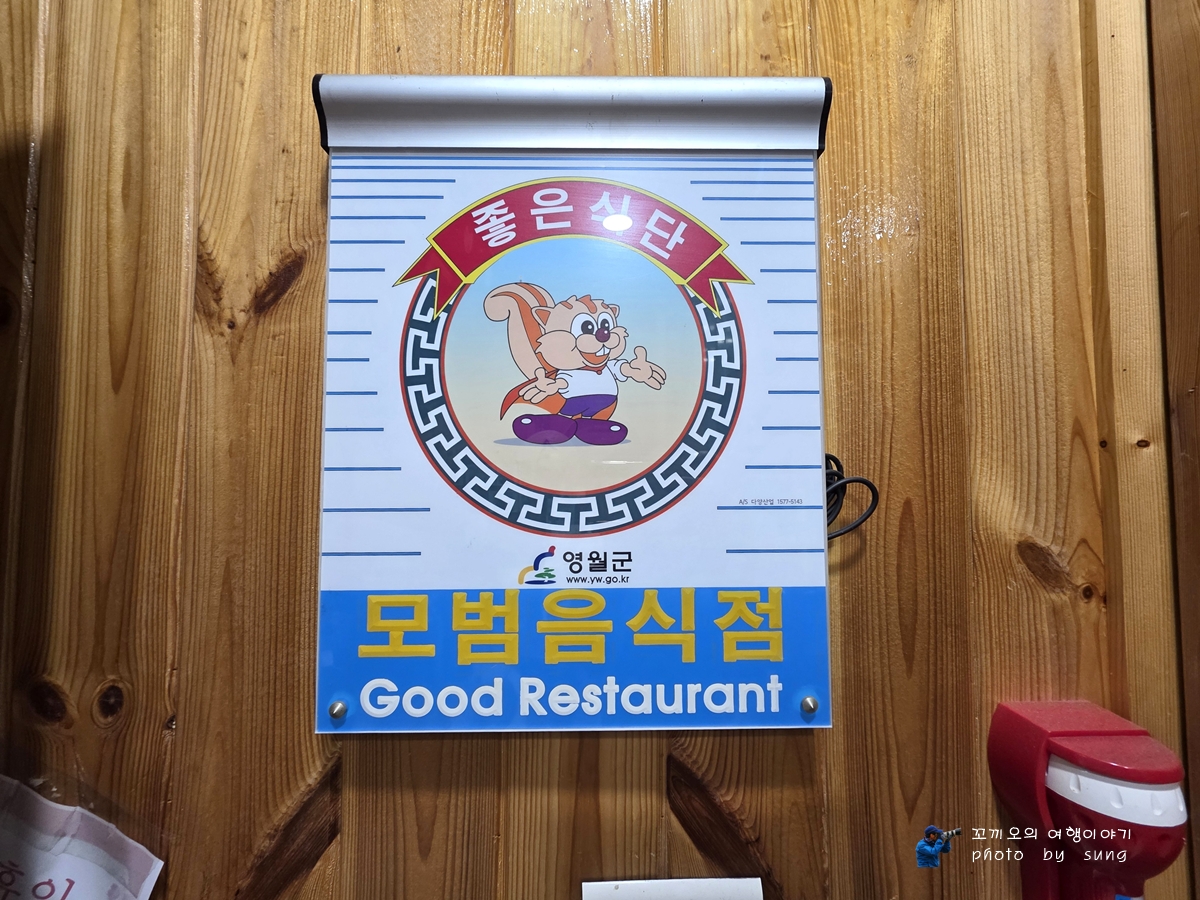 좋은식단
A/S 다양산업 1577-5143
영월군
www.yw.go.kr
모범음식점
Good Restaurant
꼬끼오의 여행이야기
photo by sung